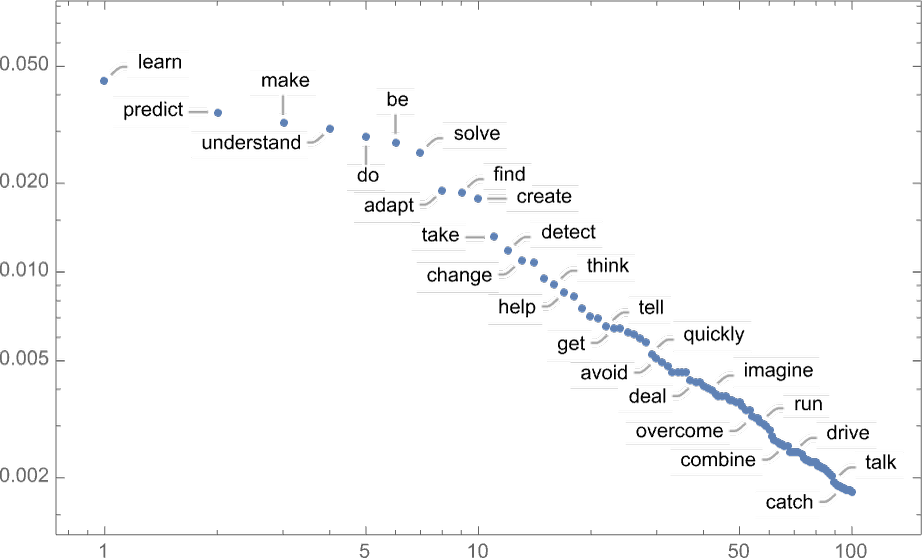 learn
0.050
make
predict
be
solve
understand
do
find
0.020
create
adapt
take
detect
0.010
change
think
help
tell
get
quickly
0.005
avoid
imagine
deal
run
overcome
drive
combine
talk
0.002
catch
1 5 10 50 100